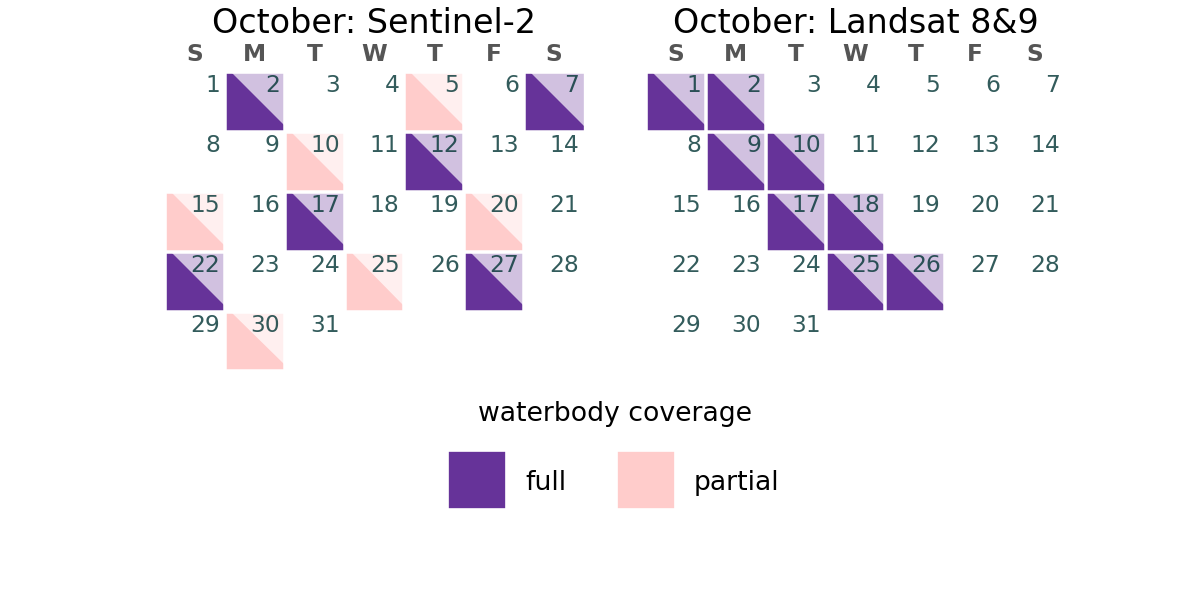 October: Sentinel-2
S M T W T F S
1 2 3 4 5 6 7
8 9 10 11 12 13 14
15 16 17 18 19 20 21
22 23 24 25 26 27 28
29 30 31
October: Landsat 8&9
S M T W T F S
1 2 3 4 5 6 7
8 9 10 11 12 13 14
15 16 17 18 19 20 21
22 23 24 25 26 27 28
29 30 31
waterbody coverage
full partial